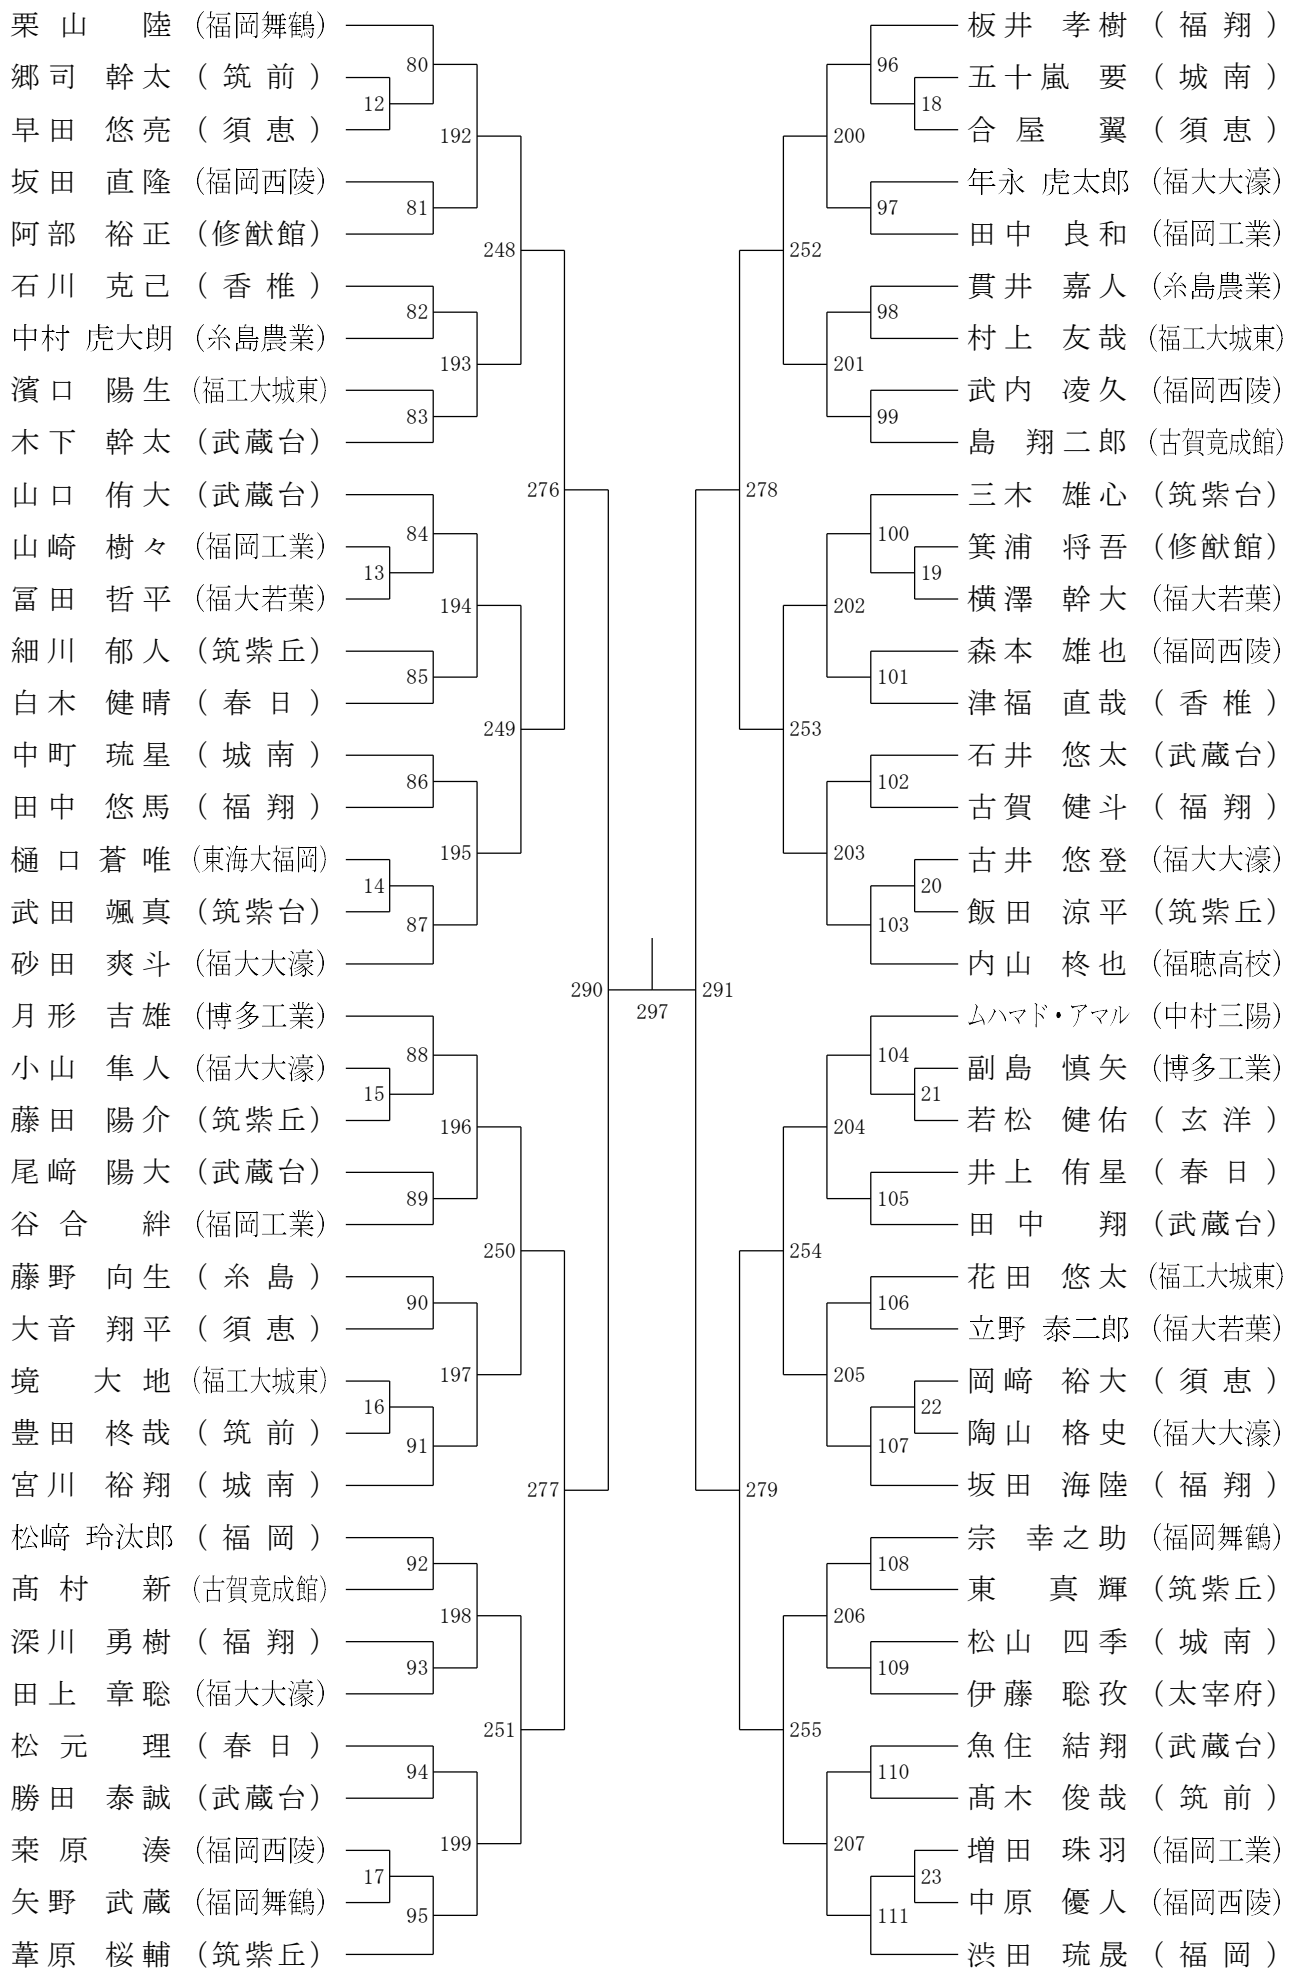 栗山 陸 (福岡舞鶴)
80
郷司 幹太 (筑前)
12
早田 悠亮 (須恵)
192
坂田 直隆 (福岡西陵)
81
阿部 裕正 (修猷館)
248
石川 克己 (香椎)
82
中村 虎大朗 (糸島農業)
193
濱口 陽生 (福工大城東)
83
木下 幹太 (武蔵台)
276
山口 侑大 (武蔵台)
84
山崎 樹々 (福岡工業)
13
冨田 哲平 (福大若葉)
194
細川 郁人 (筑紫丘)
85
白木 健晴 (春日)
249
中町 琉星 (城南)
86
田中 悠馬 (福翔)
195
樋口 蒼唯 (東海大福岡)
14
武田 颯真 (筑紫台)
87
砂田 爽斗 (福大大濠)
290
月形 吉雄 (博多工業)
88
小山 隼人 (福大大濠)
15
藤田 陽介 (筑紫丘)
196
尾﨑 陽大 (武蔵台)
89
谷合 絆 (福岡工業)
250
藤野 向生 (糸島)
90
大音 翔平 (須恵)
197
境 大地 (福工大城東)
16
豊田 柊哉 (筑前)
91
宮川 裕翔 (城南)
277
松﨑 玲汰郎 (福岡)
92
髙村 新 (古賀竟成館)
198
深川 勇樹 (福翔)
93
田上 章聡 (福大大濠)
251
松元 理 (春日)
94
勝田 泰誠 (武蔵台)
199
桒原 湊 (福岡西陵)
17
矢野 武蔵 (福岡舞鶴)
95
葦原 桜輔 (筑紫丘)
297
板井 孝樹 (福翔)
96
五十嵐 要 (城南)
18
合屋 翼 (須恵)
200
年永 虎太郎 (福大大濠)
97
田中 良和 (福岡工業)
252
貫井 嘉人 (糸島農業)
98
村上 友哉 (福工大城東)
201
武内 凌久 (福岡西陵)
99
島 翔二郎 (古賀竟成館)
278
三木 雄心 (筑紫台)
100
箕浦 将吾 (修猷館)
19
横澤 幹大 (福大若葉)
202
森本 雄也 (福岡西陵)
101
津福 直哉 (香椎)
253
石井 悠太 (武蔵台)
102
古賀 健斗 (福翔)
203
古井 悠登 (福大大濠)
20
飯田 涼平 (筑紫丘)
103
内山 柊也 (福聴高校)
291
ムハマド・アマル (中村三陽)
104
副島 慎矢 (博多工業)
21
若松 健佑 (玄洋)
204
井上 侑星 (春日)
105
田中 翔 (武蔵台)
254
花田 悠太 (福工大城東)
106
立野 泰二郎 (福大若葉)
205
岡﨑 裕大 (須恵)
22
陶山 格史 (福大大濠)
107
坂田 海陸 (福翔)
279
宗 幸之助 (福岡舞鶴)
108
東 真輝 (筑紫丘)
206
松山 四季 (城南)
109
伊藤 聡孜 (太宰府)
255
魚住 結翔 (武蔵台)
110
髙木 俊哉 (筑前)
207
増田 珠羽 (福岡工業)
23
中原 優人 (福岡西陵)
111
渋田 琉晟 (福岡)